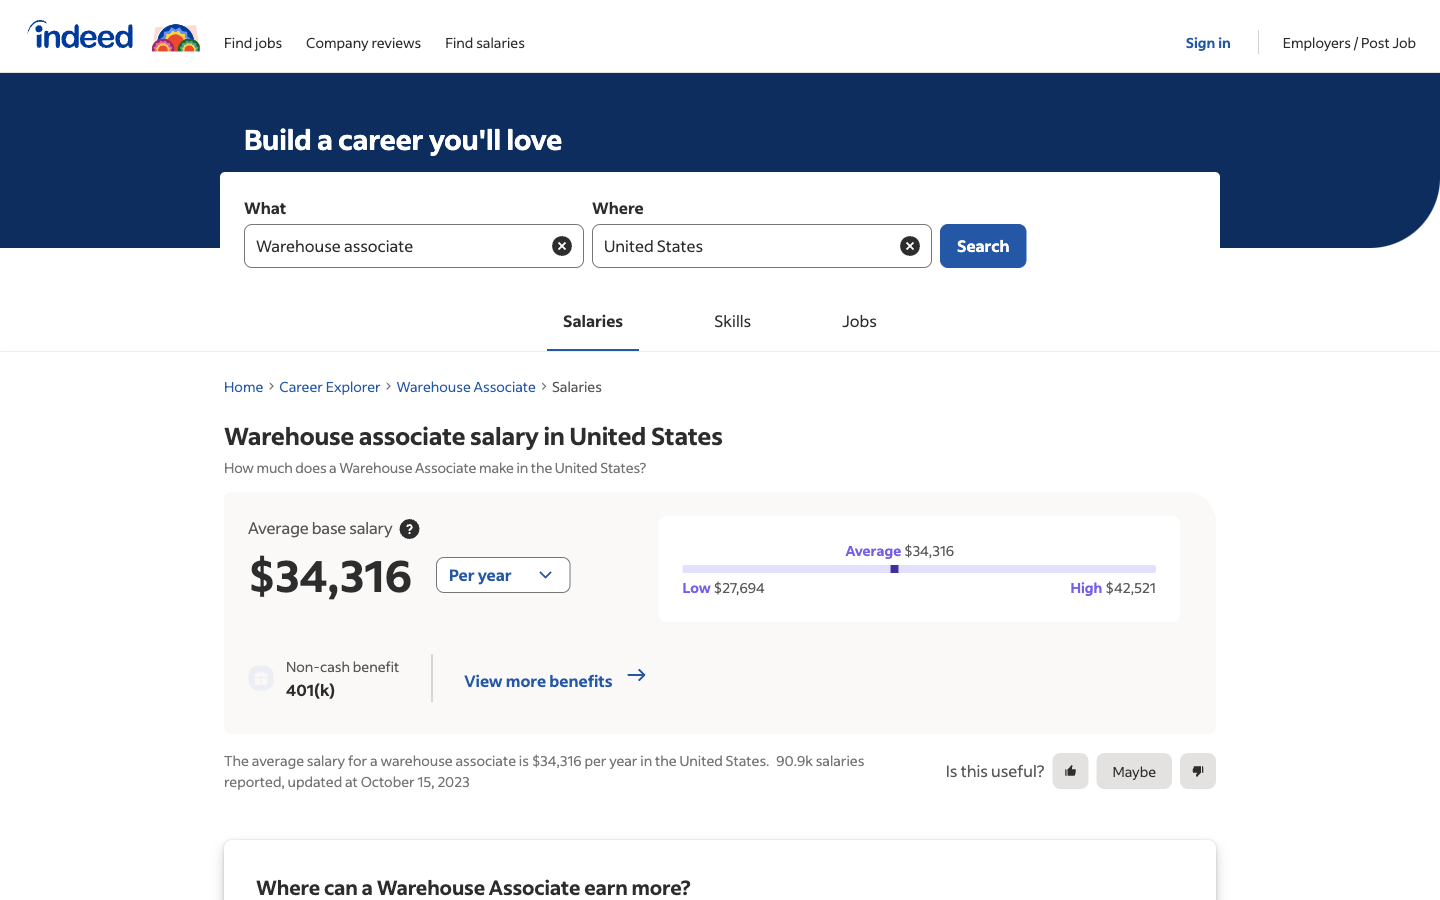 indeed
Find jobs
Company reviews
Find salaries
Sign in
Employers / Post Job
Build a career you'll love
What
Where
Warehouse associate
United States
Search
Salaries
Skills
Jobs
Home > Career Explorer > Warehouse Associate > Salaries
Warehouse associate salary in United States
How much does a Warehouse Associate make in the United States?
Average base salary ?
$34,316
Per year
Average $34,316
Low $27,694
High $42,521
Non-cash benefit
401(k)
View more benefits
The average salary for a warehouse associate is $34,316 per year in the United States.  90.9k salaries
reported, updated at October 15, 2023
Is this useful?
Maybe
Where can a Warehouse Associate earn more?